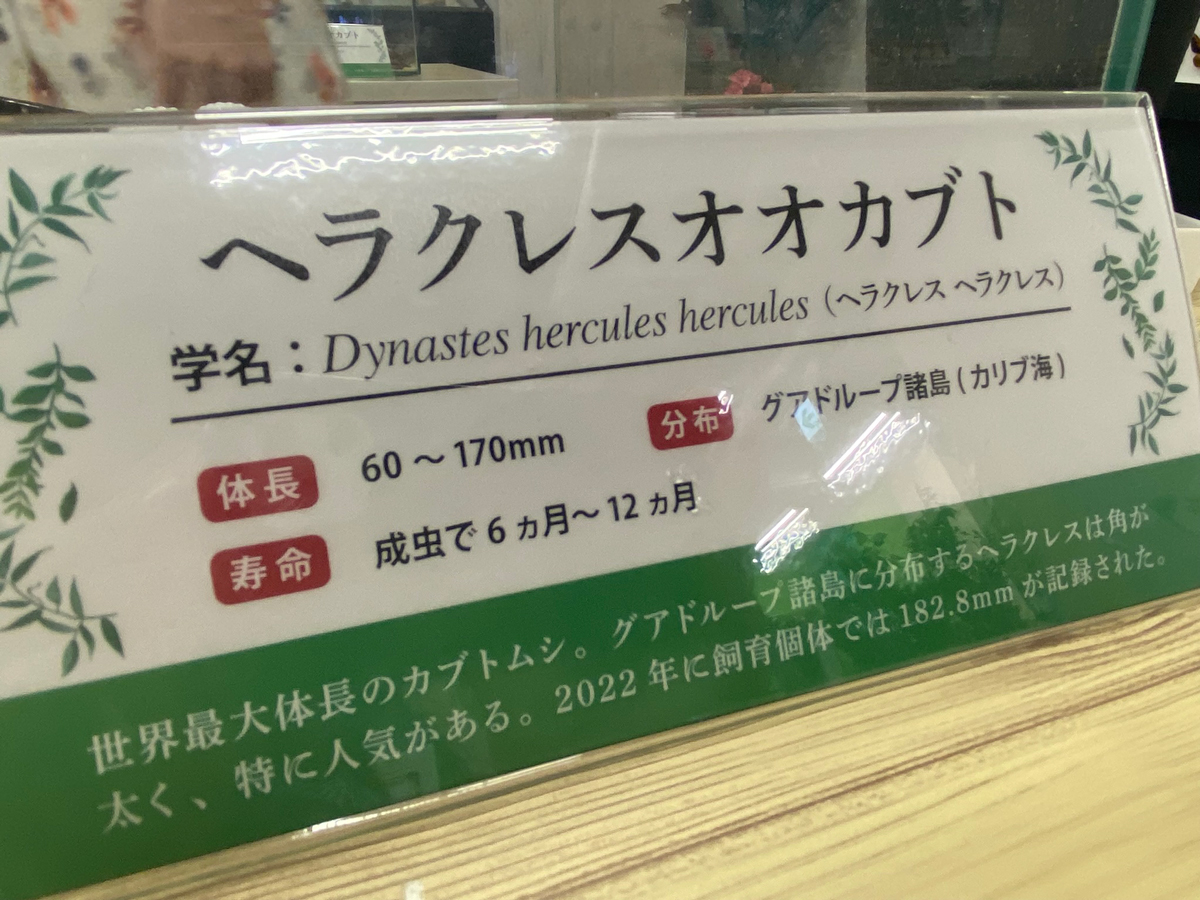 ヘラクレスオオカブト
学名：Dynastes hercules hercules（ヘラクレス ヘラクレス）
体長 60～170mm
分布 グアドループ諸島(カリブ海)
寿命 成虫で6ヵ月～12ヵ月
世界最大体長のカブトムシ。グアドループ諸島に分布するヘラクレスは角が
太く、特に人気がある。2022年に飼育個体では182.8mmが記録された。